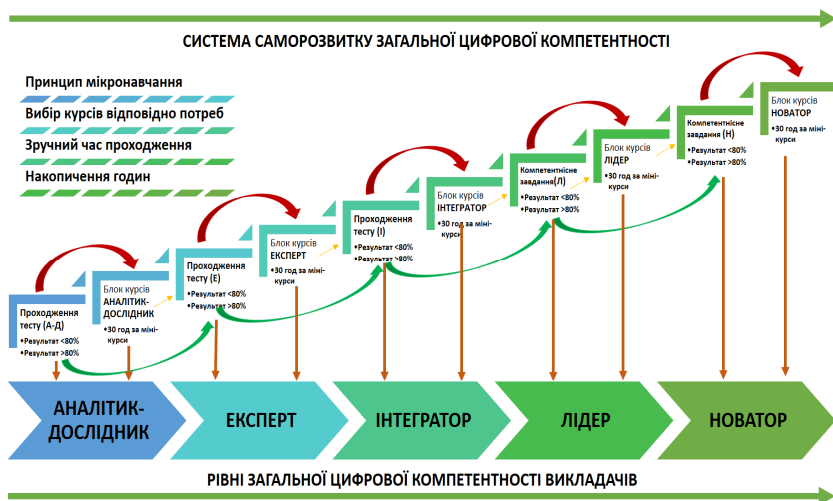 СИСТЕМА САМОРОЗВИТКУ ЗАГАЛЬНОЇ ЦИФРОВОЇ КОМПЕТЕНТНОСТІ
Принцип мікронавчання
Вибір курсів відповідно потреб
Зручний час проходження
Накопичення годин
Проходження
тесту (А-Д)
•Результат <80%
•Результат >80%
Блок курсів
АНАЛІТИК-
ДОСЛІДНИК
•30 год за міні-
курси
Проходження
тесту (Е)
•Результат <80%
•Результат >80%
Блок курсів
ЕКСПЕРТ
•30 год за міні-
курси
Проходження
тесту (І)
•Результат <80%
•Результат >80%
Блок курсів
ІНТЕГРАТОР
•30 год за міні-
курси
Компетентнісне
завдання(Л)
•Результат <80%
•Результат >80%
Блок курсів
ЛІДЕР
•30 год за міні-
курси
Компетентнісне
завдання (Н)
•Результат <80%
•Результат >80%
Блок курсів
НОВАТОР
•30 год за міні-
курси
АНАЛІТИК-
ДОСЛІДНИК
ЕКСПЕРТ
ІНТЕГРАТОР
ЛІДЕР
НОВАТОР
РІВНІ ЗАГАЛЬНОЇ ЦИФРОВОЇ КОМПЕТЕНТНОСТІ ВИКЛАДАЧІВ